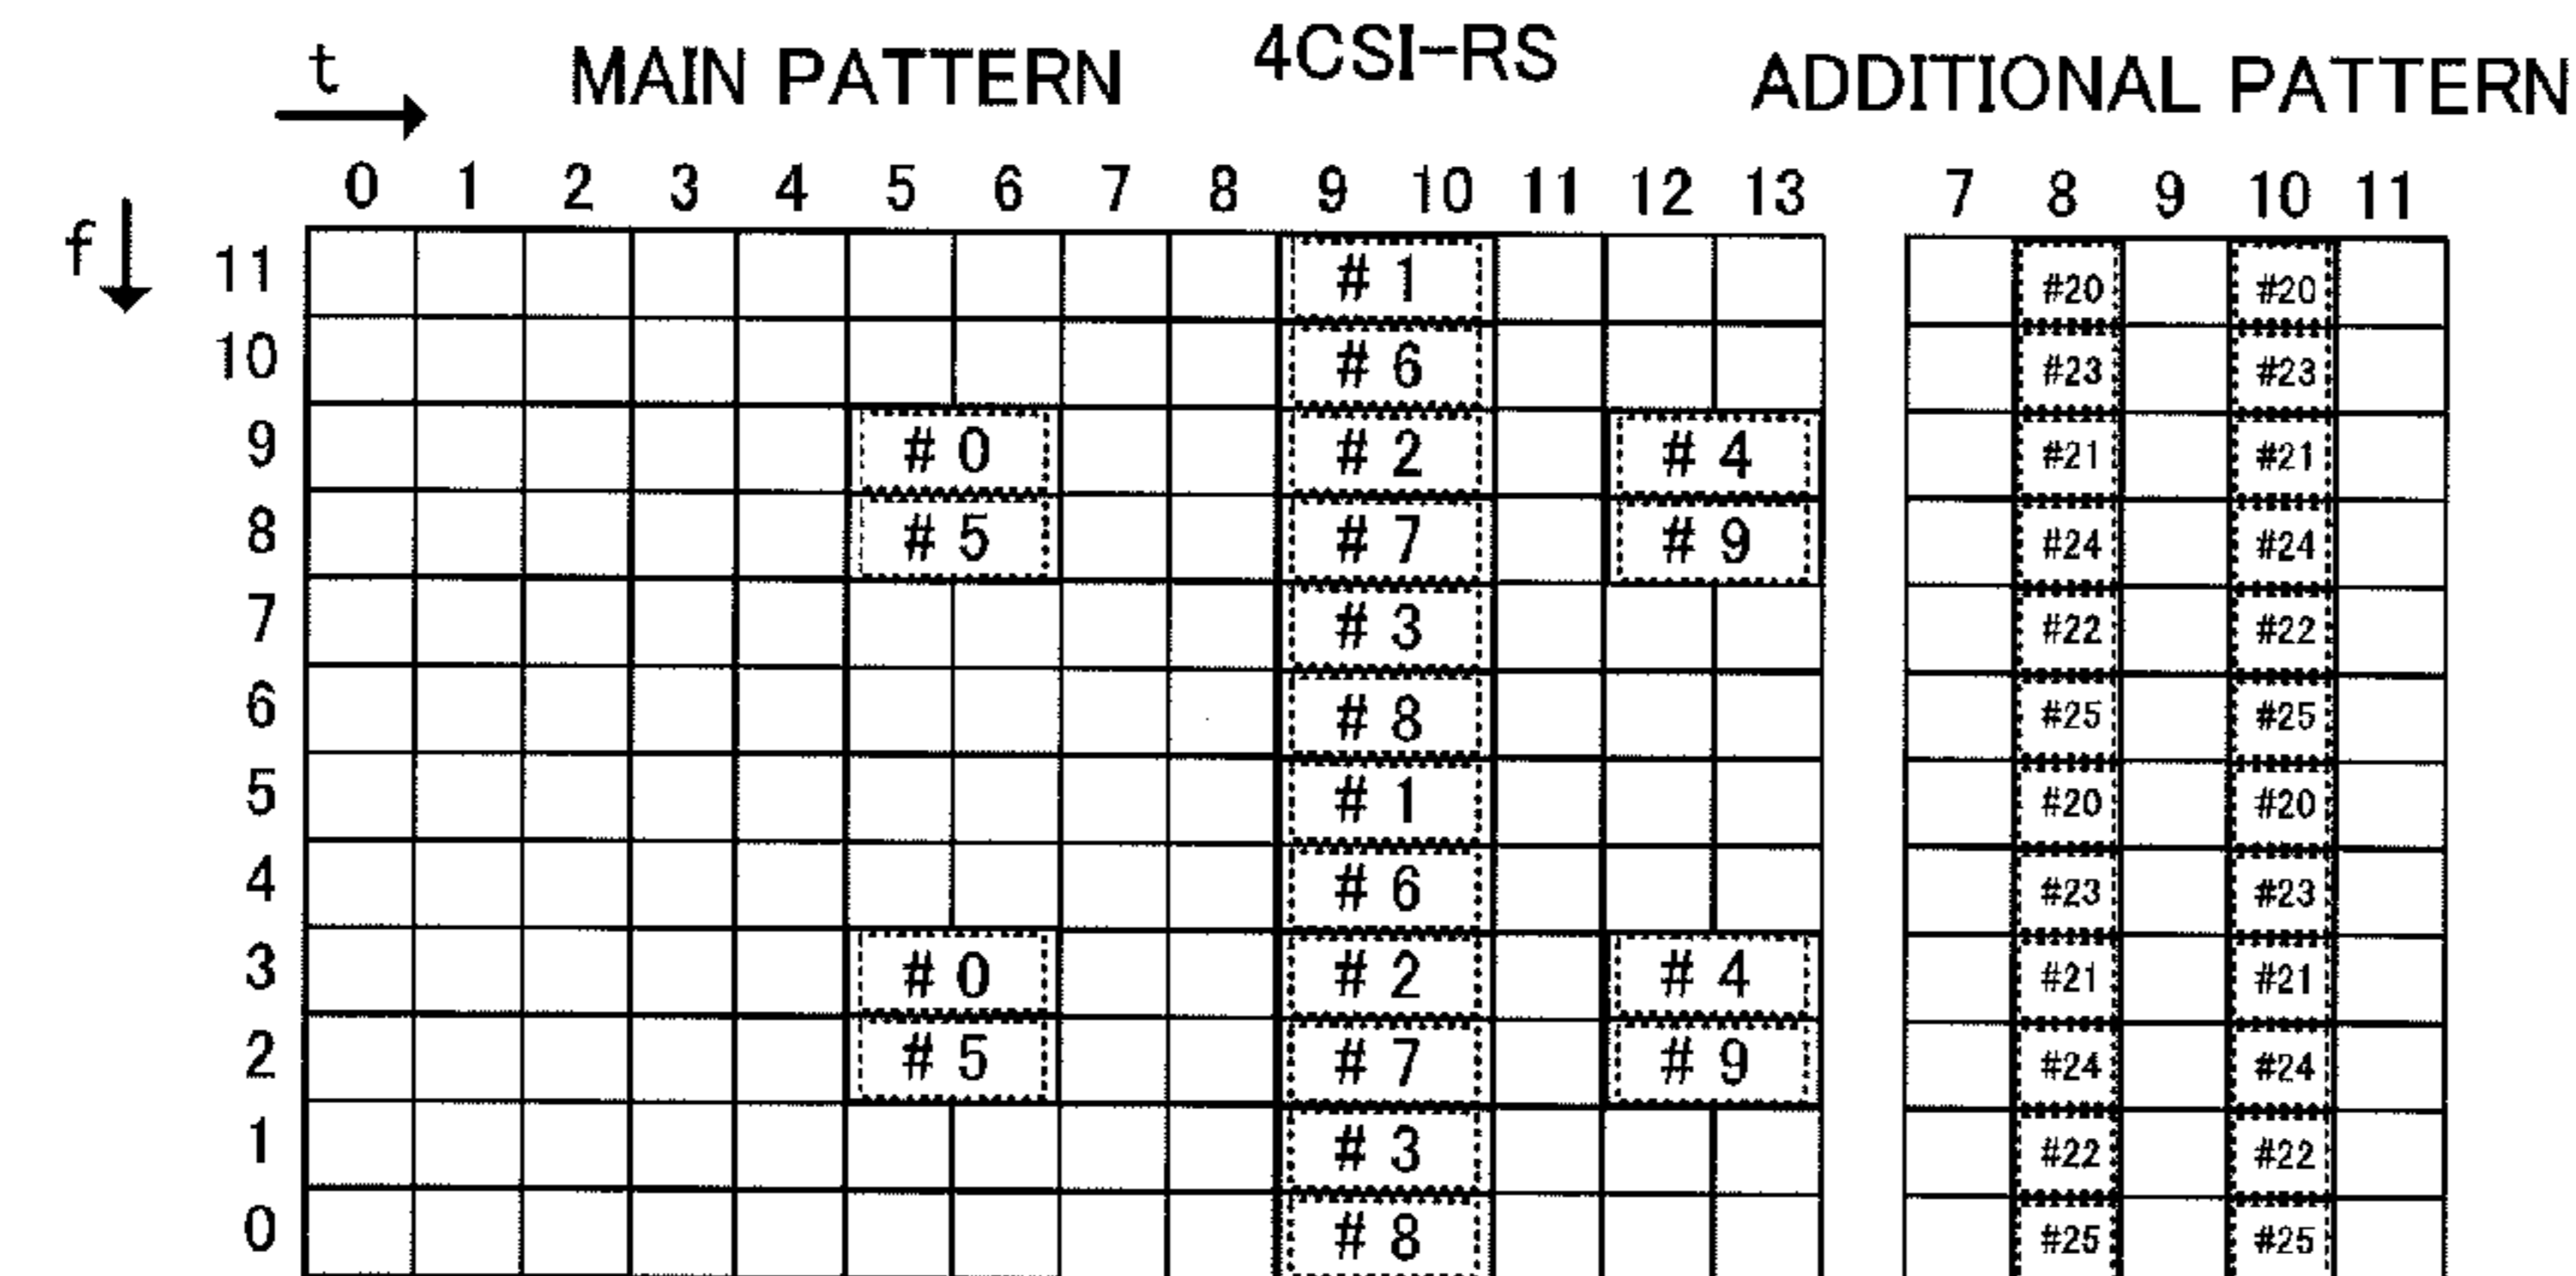 t MAIN PATTERN 4CSI-RS ADDITIONAL PATTERN
0 1 2 3 4 5 6 7 8 9 10 11 12 13 7 8 9 10 11
f 11 # 1 #20 #20
10 # 6 #23 #23
9 # 0 # 2 # 4 #21 #21
8 # 5 # 7 # 9 #24 #24
7 # 3 #22 #22
6 # 8 #25 #25
5 # 1 #20 #20
4 # 6 #23 #23
3 # 0 # 2 # 4 #21 #21
2 # 5 # 7 # 9 #24 #24
1 # 3 #22 #22
0 # 8 #25 #25